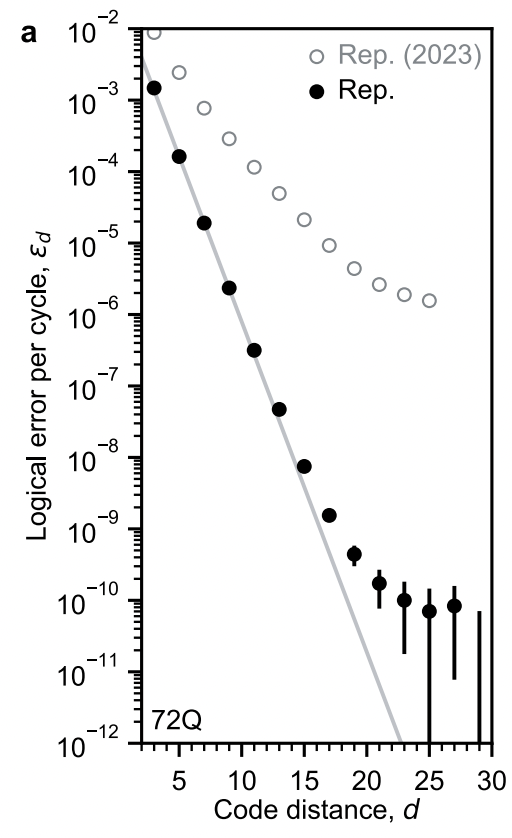 a
Rep. (2023)
Rep.
10⁻²
10⁻³
10⁻⁴
10⁻⁵
10⁻⁶
10⁻⁷
10⁻⁸
10⁻⁹
10⁻¹⁰
10⁻¹¹
10⁻¹²
Logical error per cycle, ε_d
72Q
5 10 15 20 25 30
Code distance, d